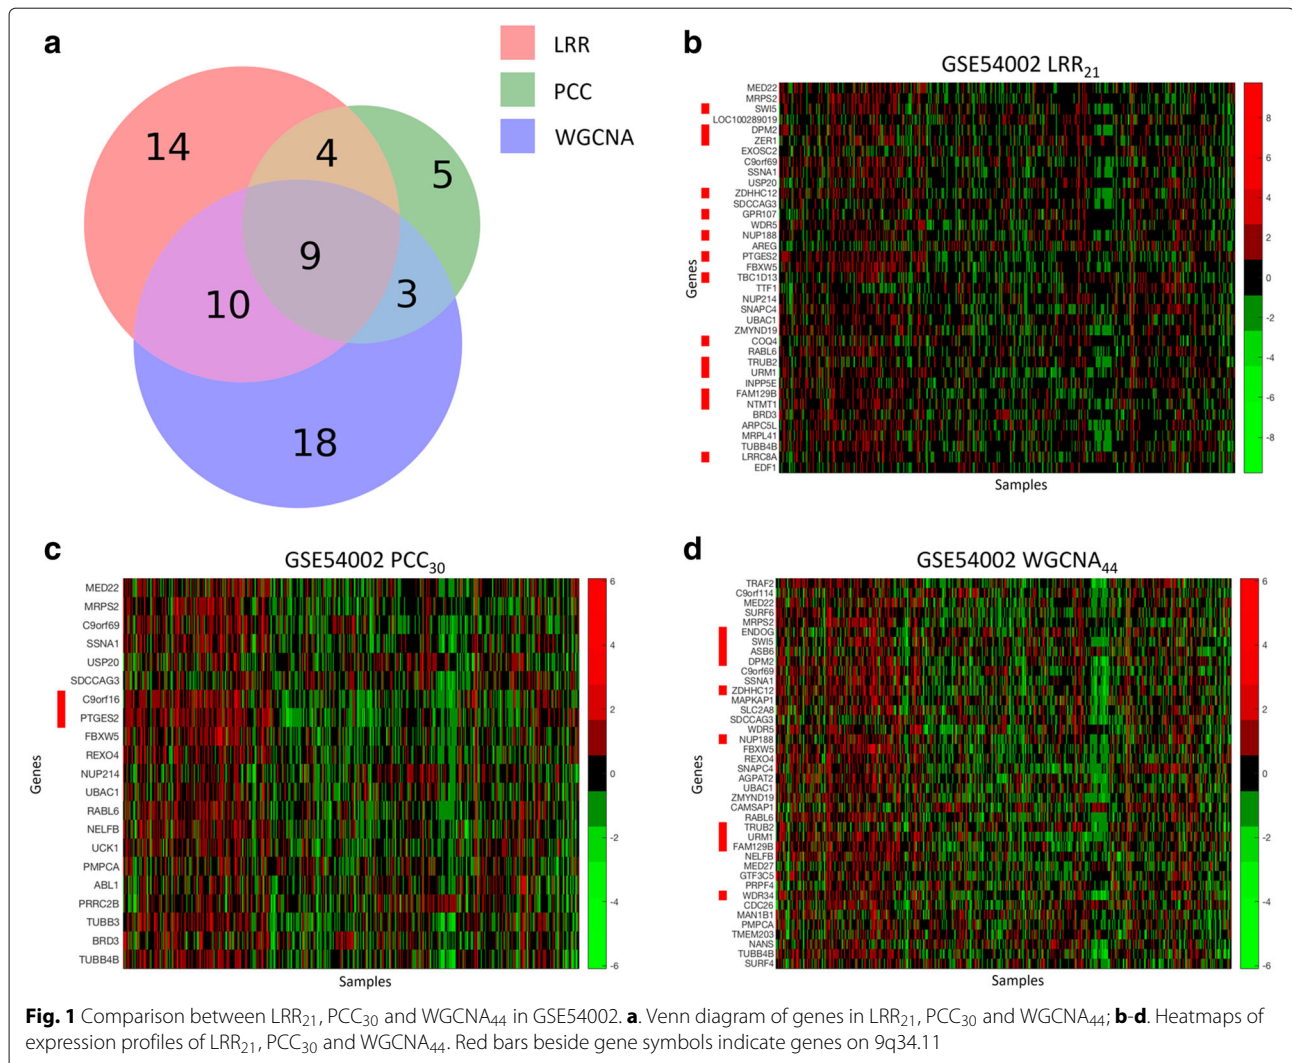 a
LRR
PCC
WGCNA
14
4
5
9
10
3
18
b
GSE54002 LRR21
MED22
MRPS2
SWI5
LOC100289019
DPM2
ZER1
EXOSC2
C9orf69
SSNA1
USP20
ZDHHC12
SDCCAG3
GPR107
WDR5
NUP188
AREG
PTGES2
FBXW5
TBC1D13
TTF1
NUP214
SNAPC4
UBAC1
ZMYND19
COQ4
RABL6
TRUB2
URM1
INPP5E
FAM129B
NTMT1
BRD3
ARPC5L
MRPL41
TUBB4B
LRRC8A
EDF1
Genes
Samples
8
6
4
2
0
-2
-4
-6
-8
c
GSE54002 PCC30
MED22
MRPS2
C9orf69
SSNA1
USP20
SDCCAG3
C9orf16
PTGES2
FBXW5
REXO4
NUP214
UBAC1
RABL6
NELFB
UCK1
PMPCA
ABL1
PRRC2B
TUBB3
BRD3
TUBB4B
Genes
Samples
6
4
2
0
-2
-4
-6
d
GSE54002 WGCNA44
TRAF2
C9orf114
MED22
SURF6
MRPS2
ENDOG
SWI5
ASB6
DPM2
C9orf69
SSNA1
ZDHHC12
MAPKAP1
SLC2A8
SDCCAG3
WDR5
NUP188
FBXW5
REXO4
SNAPC4
AGPAT2
UBAC1
ZMYND19
CAMSAP1
RABL6
TRUB2
URM1
FAM129B
NELFB
MED27
GTF3C5
PRPF4
WDR34
CDC26
MAN1B1
PMPCA
TMEM203
NANS
TUBB4B
SURF4
Genes
Samples
6
4
2
0
-2
-4
-6
Fig. 1 Comparison between LRR21, PCC30 and WGCNA44 in GSE54002. a. Venn diagram of genes in LRR21, PCC30 and WGCNA44; b-d. Heatmaps of
expression profiles of LRR21, PCC30 and WGCNA44. Red bars beside gene symbols indicate genes on 9q34.11